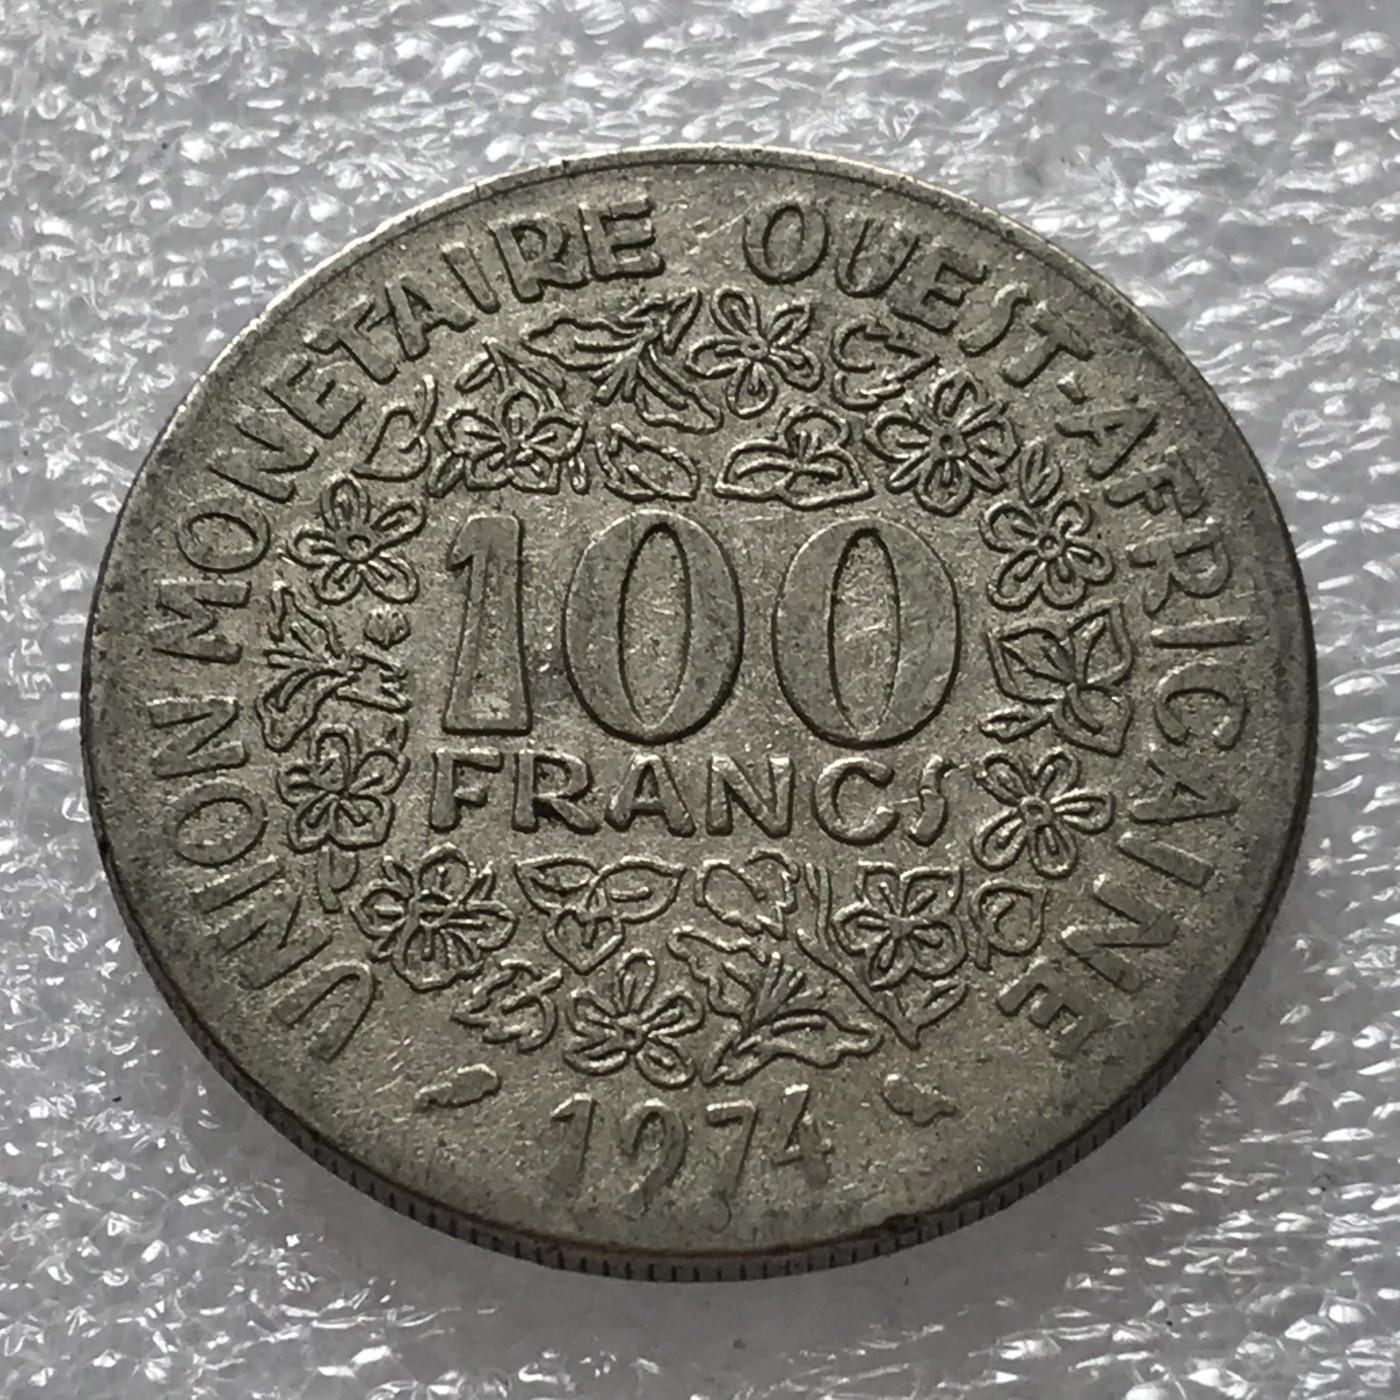 UNION MONETAIRE OUEST-AFRICAINE
100
FRANCS
1974